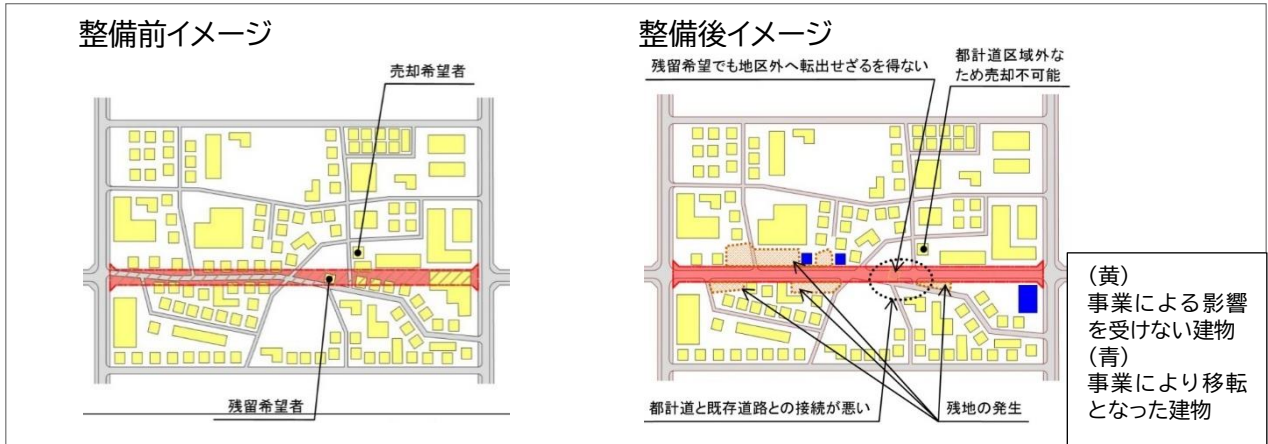 整備前イメージ
売却希望者
残留希望者
整備後イメージ
残留希望でも地区外へ転出せざるを得ない
都計道区域外な
ため売却不可能
都計道と既存道路との接続が悪い
残地の発生
(黄)
事業による影響
を受けない建物
(青)
事業により移転
となった建物